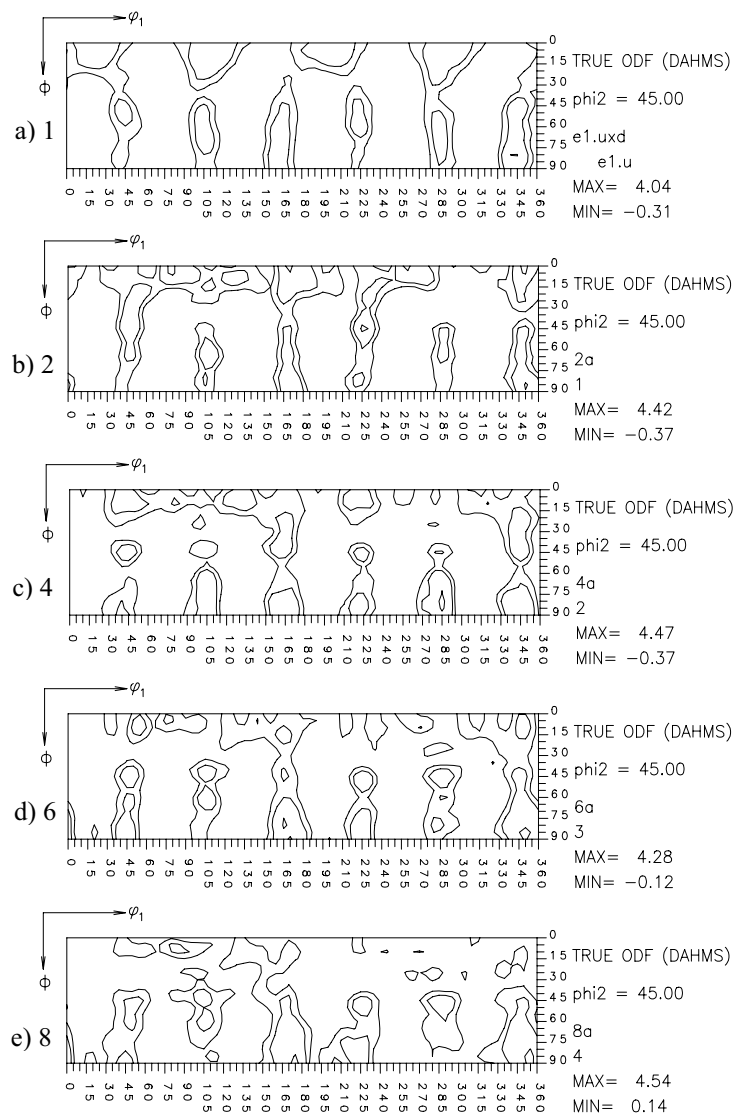 φ1
0
15
30
45
60
75
90
ϕ
a) 1
TRUE ODF (DAHMS)
phi2 = 45.00
e1.uxd
e1.u
MAX= 4.04
MIN= −0.31
0 15 30 45 60 75 90 105 120 135 150 165 180 195 210 225 240 255 270 285 300 315 330 345 360
φ1
0
15
30
45
60
75
90
ϕ
b) 2
TRUE ODF (DAHMS)
phi2 = 45.00
2a
1
MAX= 4.42
MIN= −0.37
0 15 30 45 60 75 90 105 120 135 150 165 180 195 210 225 240 255 270 285 300 315 330 345 360
φ1
0
15
30
45
60
75
90
ϕ
c) 4
TRUE ODF (DAHMS)
phi2 = 45.00
4a
2
MAX= 4.47
MIN= −0.37
0 15 30 45 60 75 90 105 120 135 150 165 180 195 210 225 240 255 270 285 300 315 330 345 360
φ1
0
15
30
45
60
75
90
ϕ
d) 6
TRUE ODF (DAHMS)
phi2 = 45.00
6a
3
MAX= 4.28
MIN= −0.12
0 15 30 45 60 75 90 105 120 135 150 165 180 195 210 225 240 255 270 285 300 315 330 345 360
φ1
0
15
30
45
60
75
90
ϕ
e) 8
TRUE ODF (DAHMS)
phi2 = 45.00
8a
4
MAX= 4.54
MIN= 0.14
0 15 30 45 60 75 90 105 120 135 150 165 180 195 210 225 240 255 270 285 300 315 330 345 360